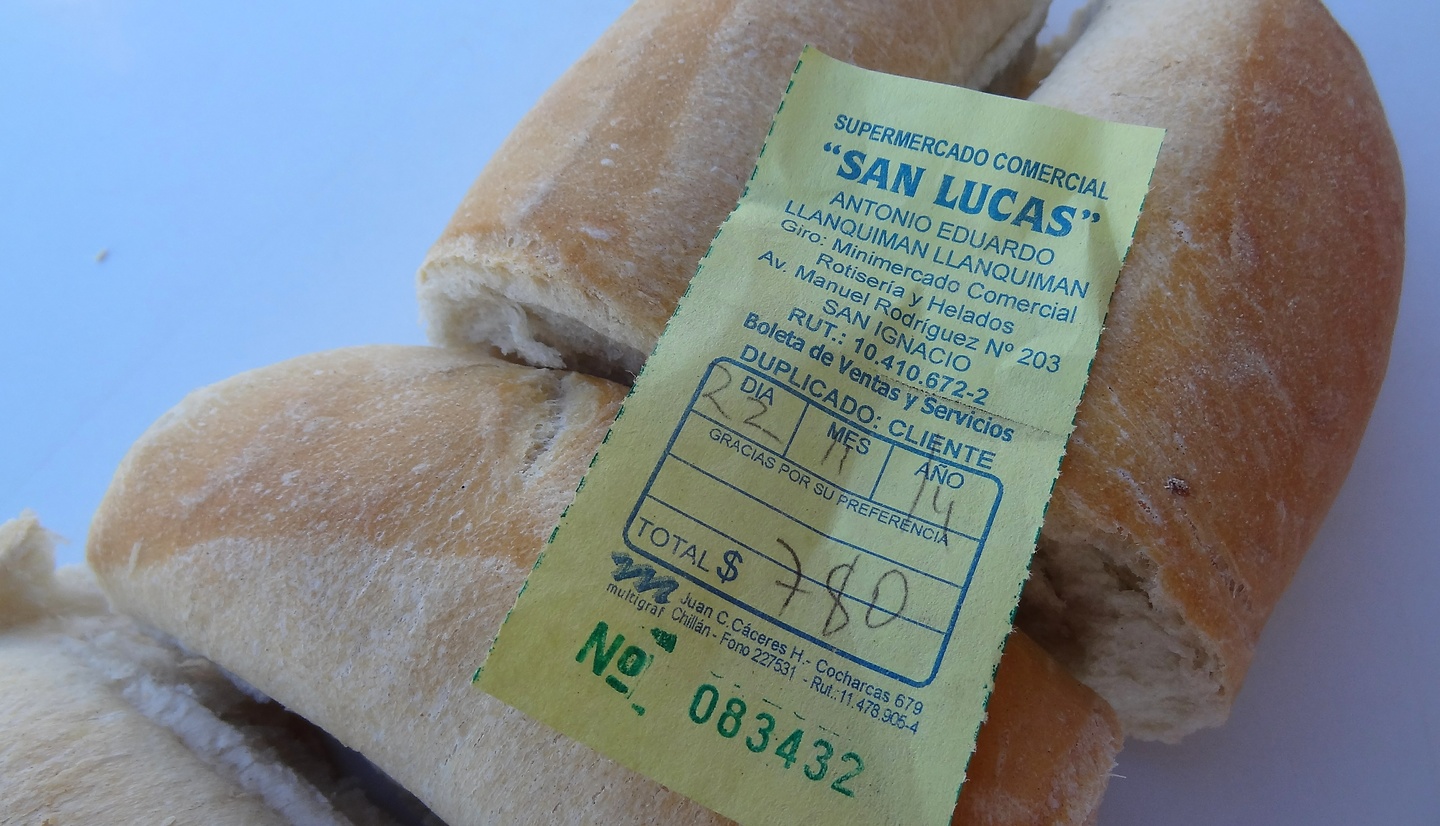 SUPERMERCADO COMERCIAL
“SAN LUCAS”
ANTONIO EDUARDO
LLANQUIMAN LLANQUIMAN
Giro: Minimercado Comercial
Rotisería y Helados
Av. Manuel Rodríguez Nº 203
SAN IGNACIO
RUT.: 10.410.672-2
Boleta de Ventas y Servicios
DUPLICADO: CLIENTE
DIA MES AÑO
22 11 14
GRACIAS POR SU PREFERENCIA
TOTAL $ 780
multigraf
Juan C. Cáceres H.- Cocharcas 679
Chillán - Fono 227531 - Rut.:11.478.905-4
Nº 083432